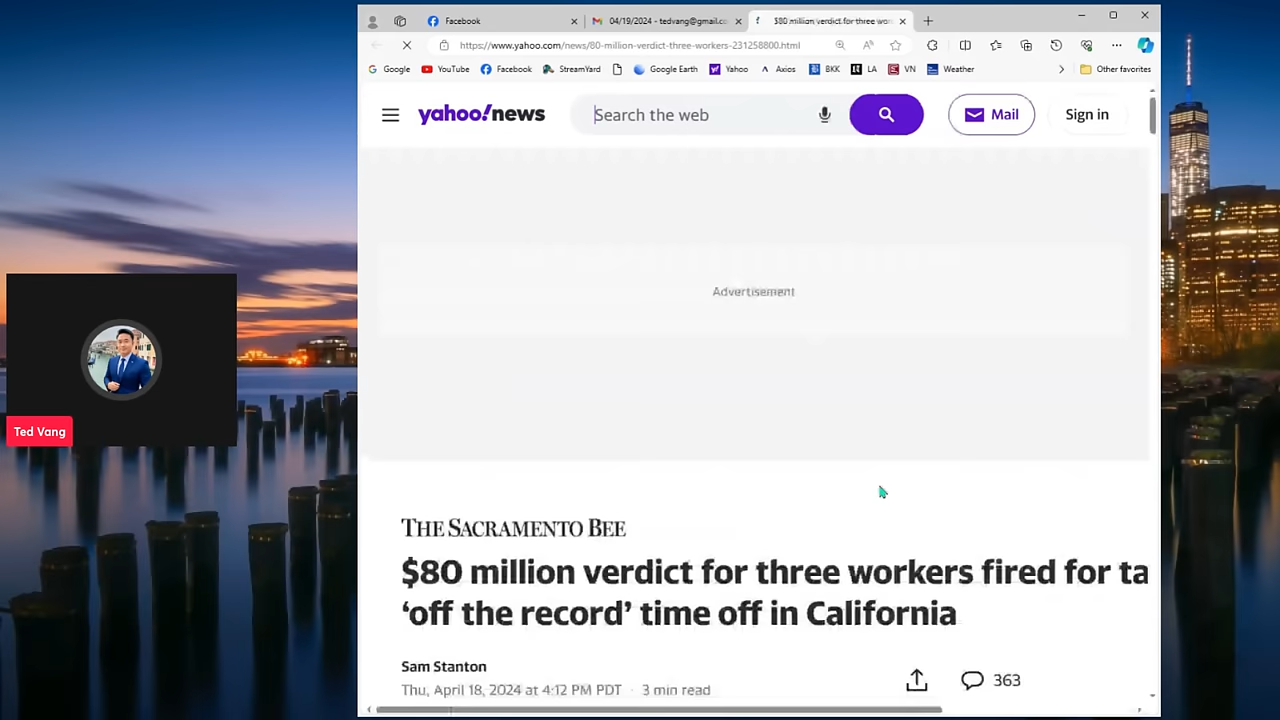 Facebook
04/19/2024 - tedvang@gmail.co
$80 million verdict for three wor
https://www.yahoo.com/news/80-million-verdict-three-workers-231258800.html
Google YouTube Facebook StreamYard Google Earth Yahoo Axios BKK LA VN Weather Other favorites
yahoo!news
Search the web
Mail
Sign in
Advertisement
THE SACRAMENTO BEE
$80 million verdict for three workers fired for ta
‘off the record’ time off in California
Sam Stanton
Thu, April 18, 2024 at 4:12 PM PDT · 3 min read
363
Ted Vang